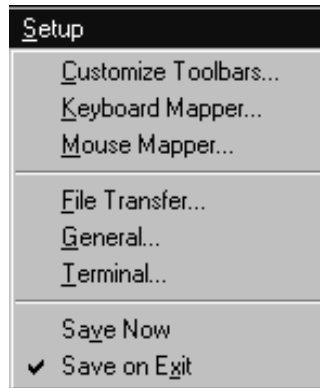 Setup
Customize Toolbars...
Keyboard Mapper...
Mouse Mapper...
File Transfer...
General...
Terminal...
Save Now
Save on Exit